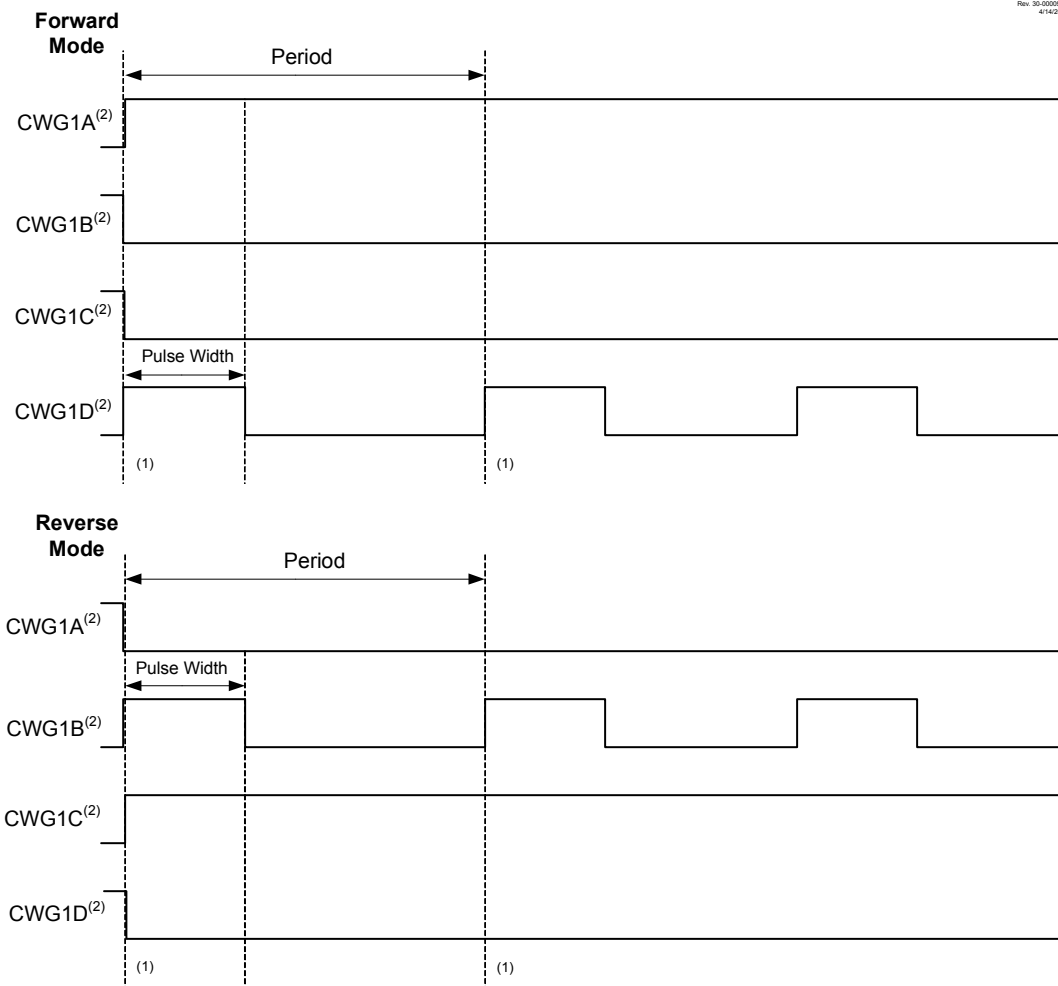 Forward
Mode
Period
CWG1A(2)
CWG1B(2)
CWG1C(2)
Pulse Width
CWG1D(2)
(1) (1)
Reverse
Mode
Period
CWG1A(2)
Pulse Width
CWG1B(2)
CWG1C(2)
CWG1D(2)
(1) (1)